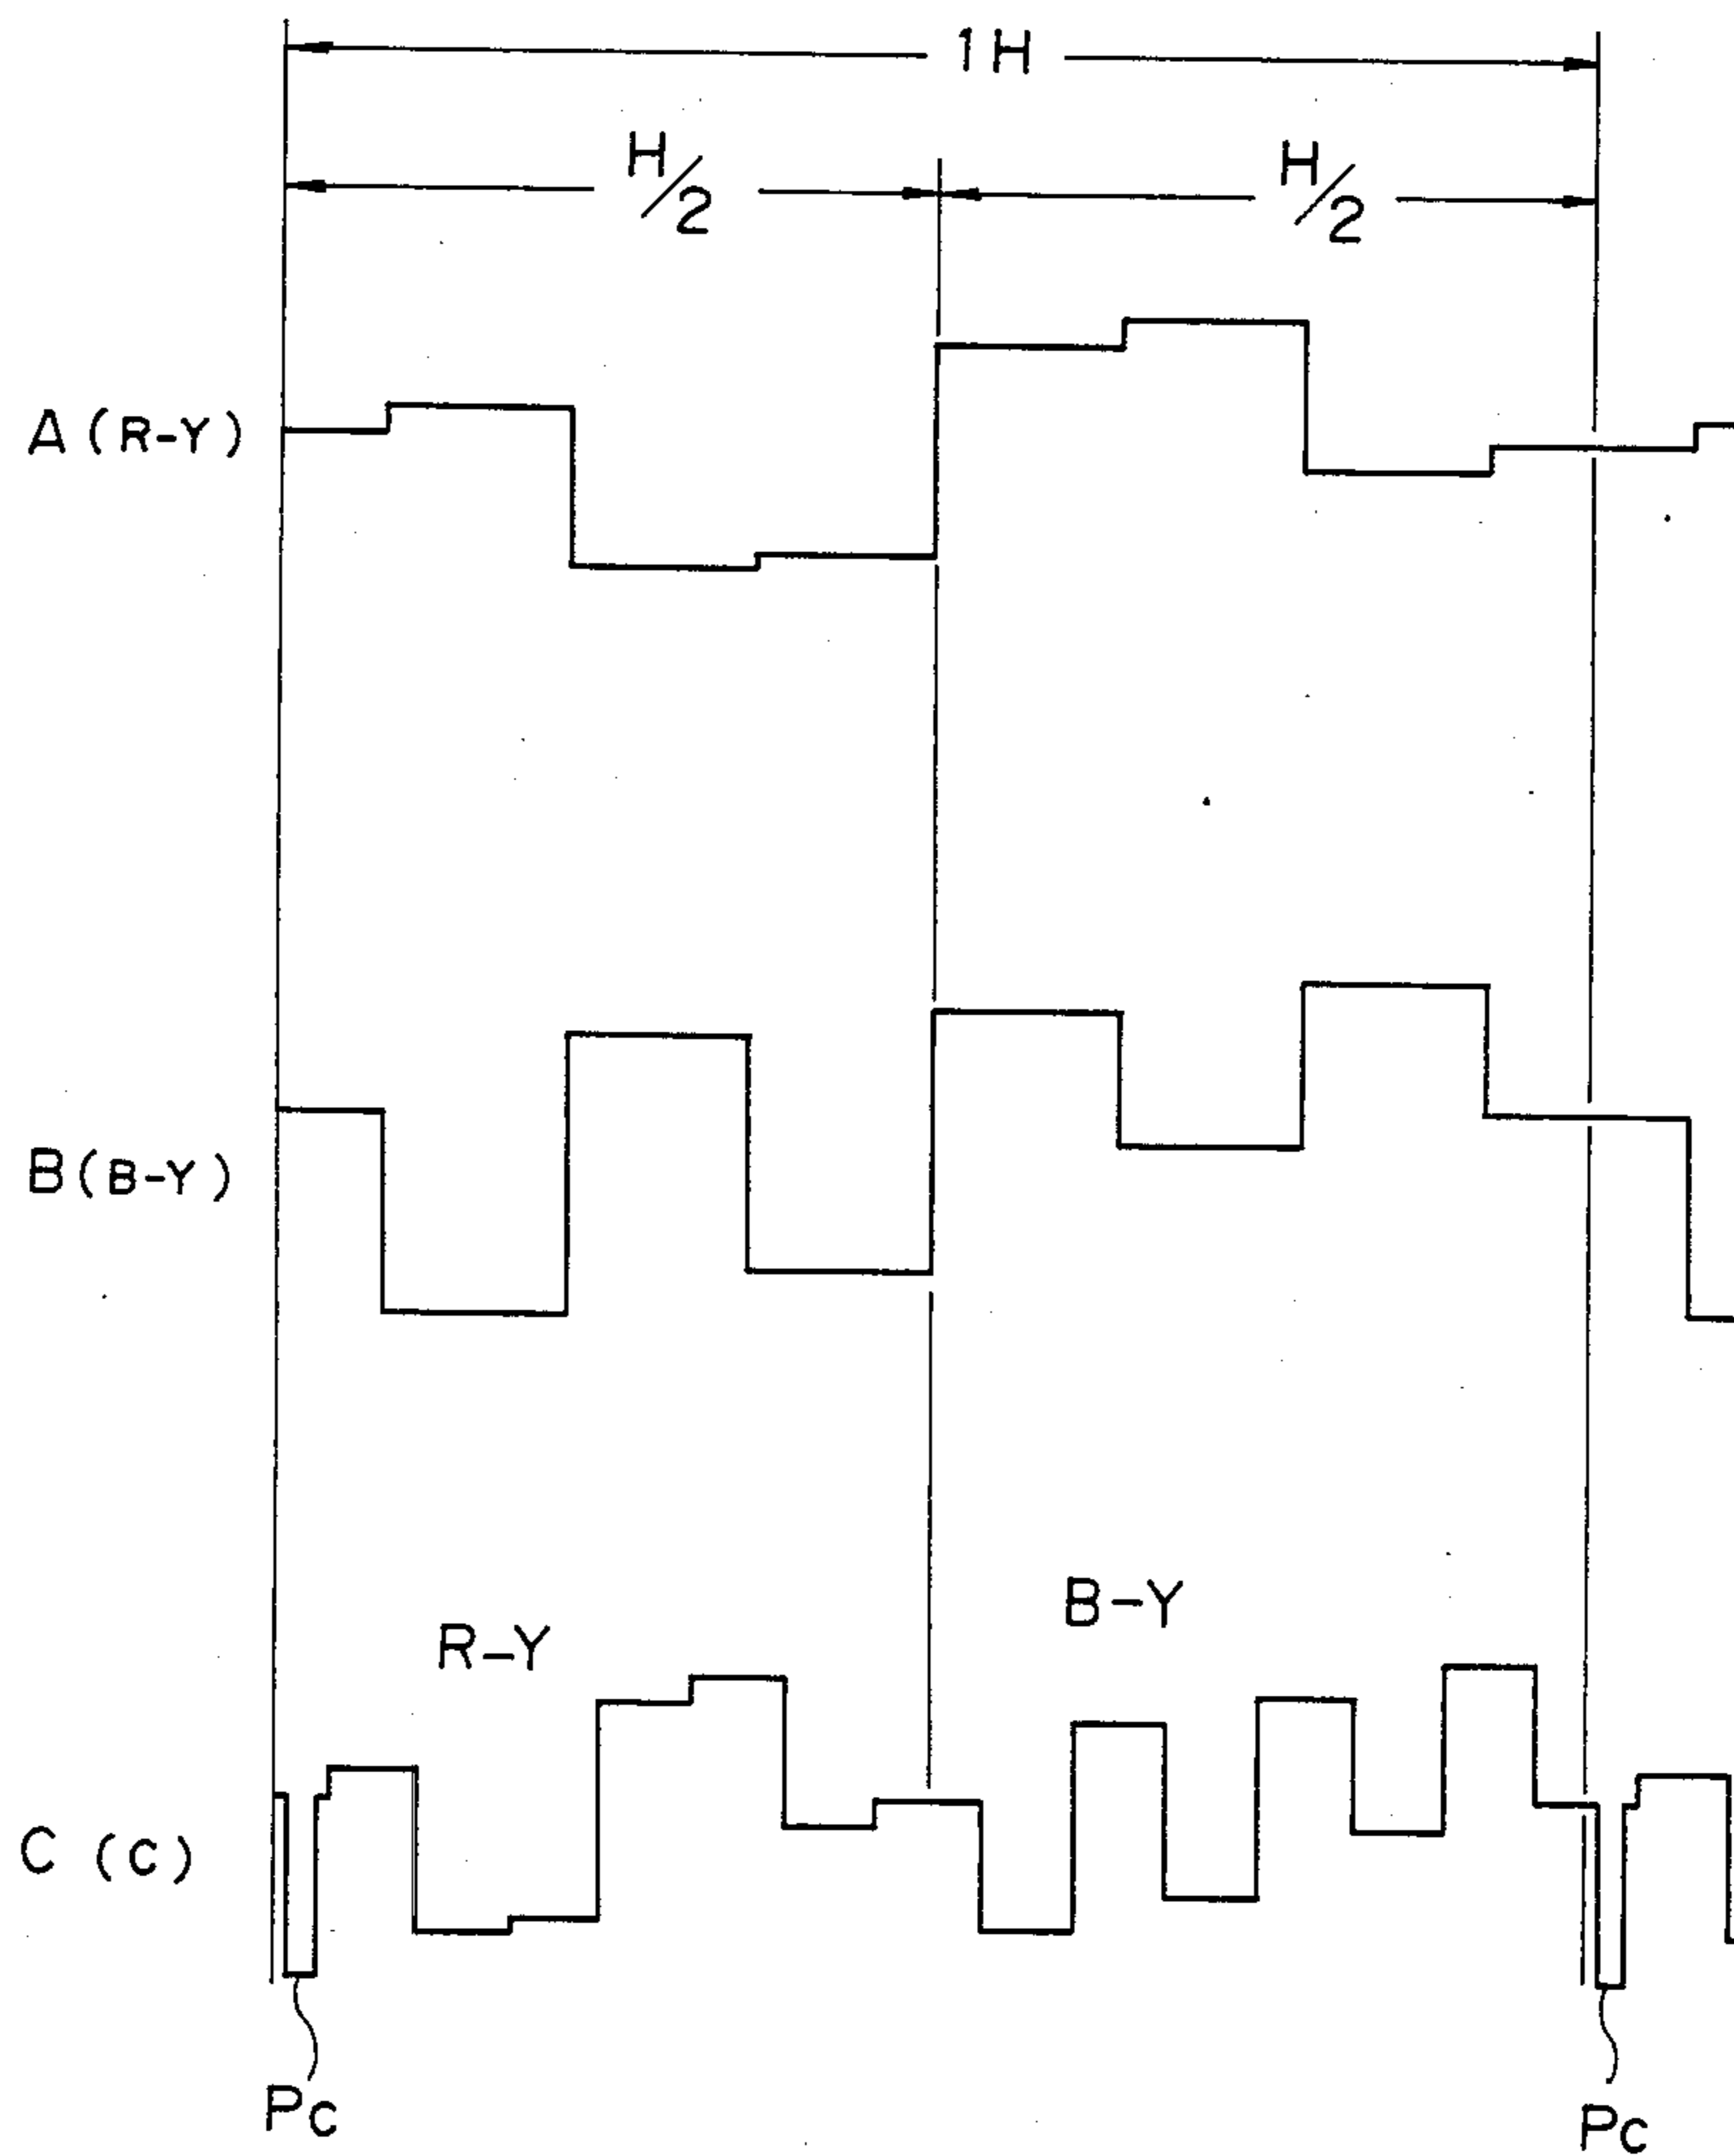 1H
H/2
H/2
A (R-Y)
B (B-Y)
B-Y
R-Y
C (C)
Pc
Pc